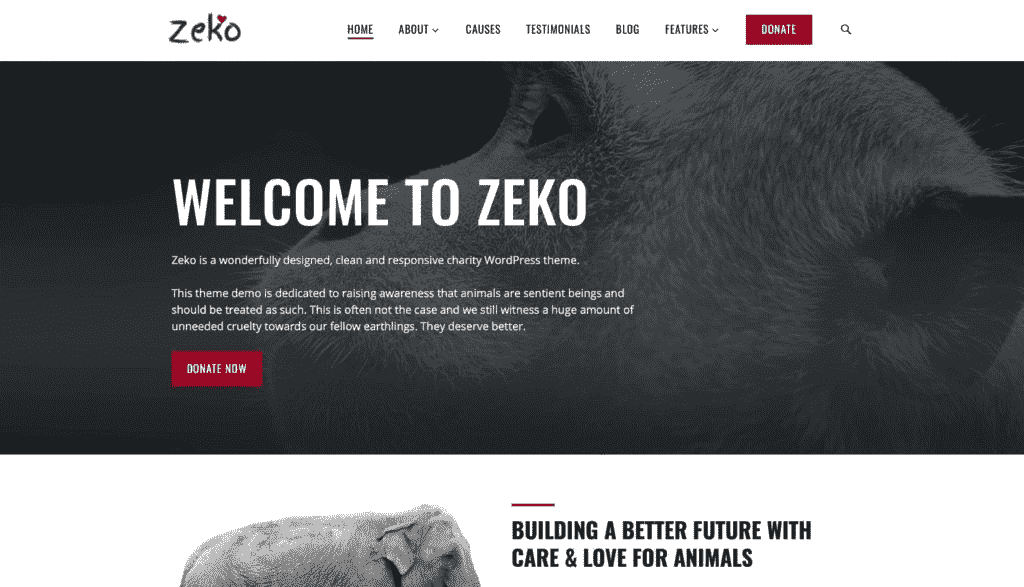 zeko
HOME ABOUT CAUSES TESTIMONIALS BLOG FEATURES DONATE
WELCOME TO ZEKO
Zeko is a wonderfully designed, clean and responsive charity WordPress theme.
This theme demo is dedicated to raising awareness that animals are sentient beings and
should be treated as such. This is often not the case and we still witness a huge amount of
unneeded cruelty towards our fellow earthlings. They deserve better.
DONATE NOW
BUILDING A BETTER FUTURE WITH
CARE & LOVE FOR ANIMALS